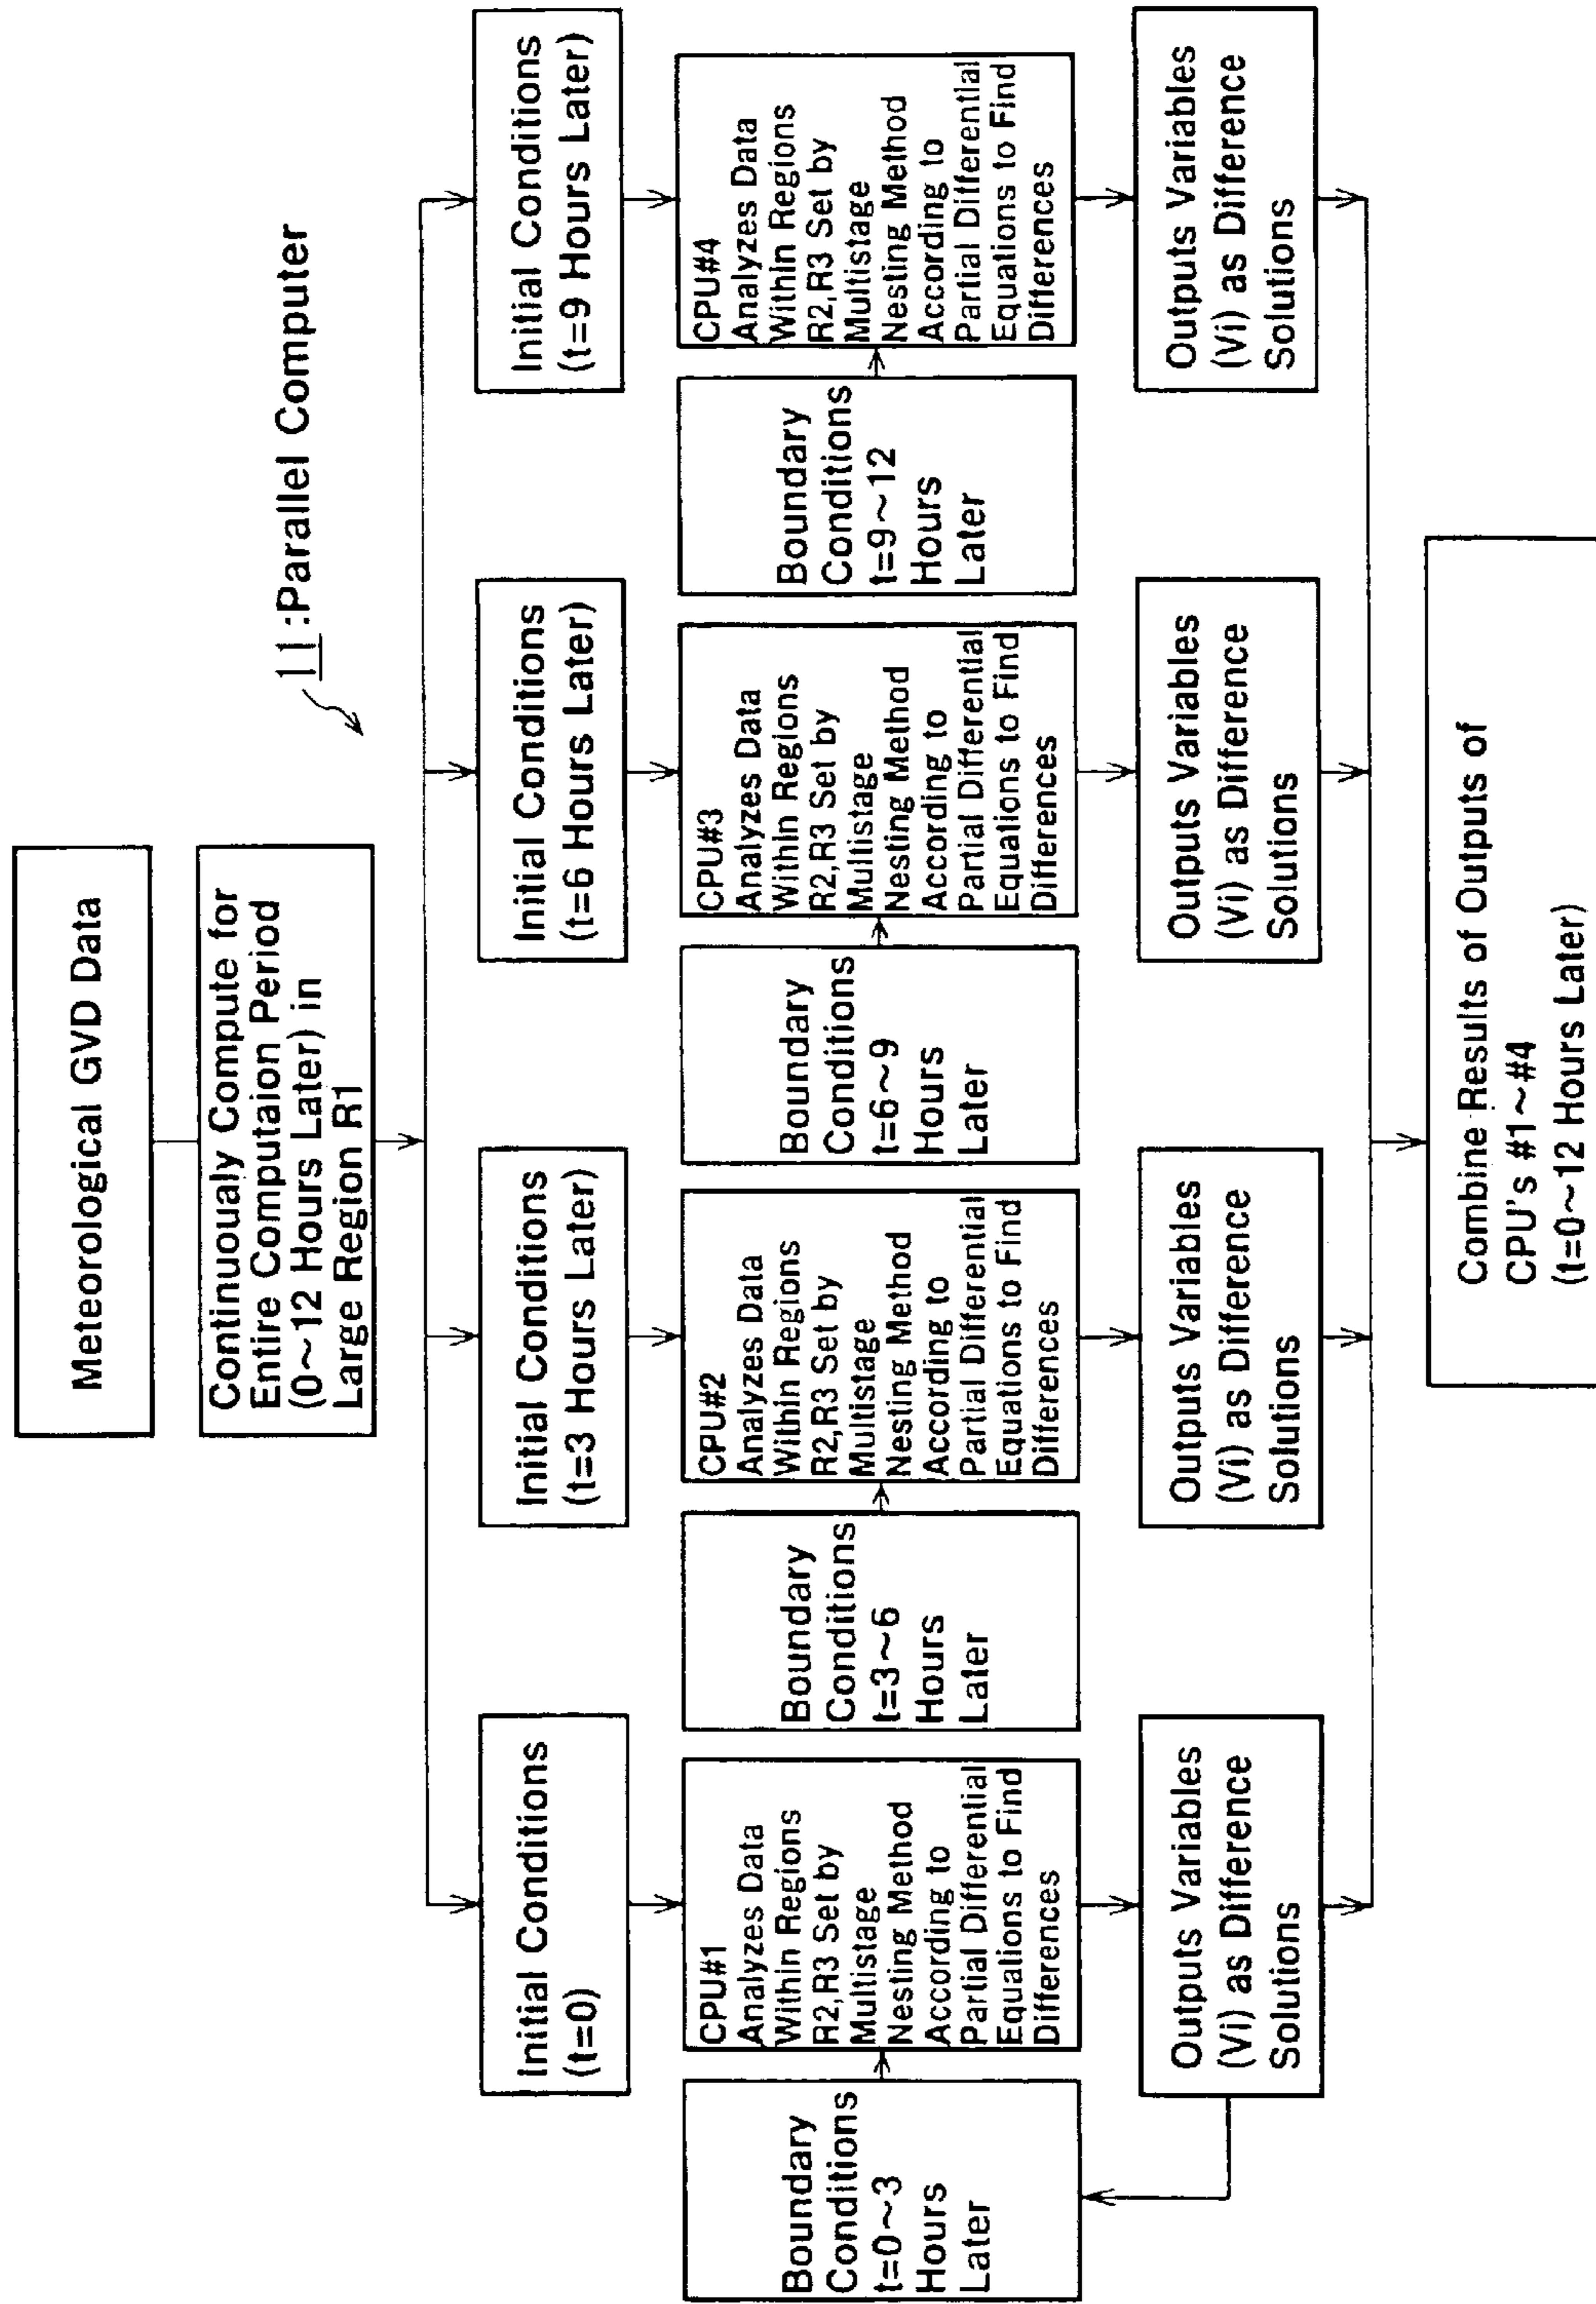 Meteorological GVD Data
Continuoualy Compute for
Entire Computaion Period
(0~12 Hours Later) in
Large Region R1
11:Parallel Computer
Initial Conditions
(t=0)
Initial Conditions
(t=3 Hours Later)
Initial Conditions
(t=6 Hours Later)
Initial Conditions
(t=9 Hours Later)
Boundary
Conditions
t=0~3
Hours
Later
CPU#1
Analyzes Data
Within Regions
R2,R3 Set by
Multistage
Nesting Method
According to
Partial Differential
Equations to Find
Differences
Boundary
Conditions
t=3~6
Hours
Later
CPU#2
Analyzes Data
Within Regions
R2,R3 Set by
Multistage
Nesting Method
According to
Partial Differential
Equations to Find
Differences
Boundary
Conditions
t=6~9
Hours
Later
CPU#3
Analyzes Data
Within Regions
R2,R3 Set by
Multistage
Nesting Method
According to
Partial Differential
Equations to Find
Differences
Boundary
Conditions
t=9~12
Hours
Later
CPU#4
Analyzes Data
Within Regions
R2,R3 Set by
Multistage
Nesting Method
According to
Partial Differential
Equations to Find
Differences
Outputs Variables
(Vi) as Difference
Solutions
Outputs Variables
(Vi) as Difference
Solutions
Outputs Variables
(Vi) as Difference
Solutions
Outputs Variables
(Vi) as Difference
Solutions
Combine Results of Outputs of
CPU's #1~#4
(t=0~12 Hours Later)